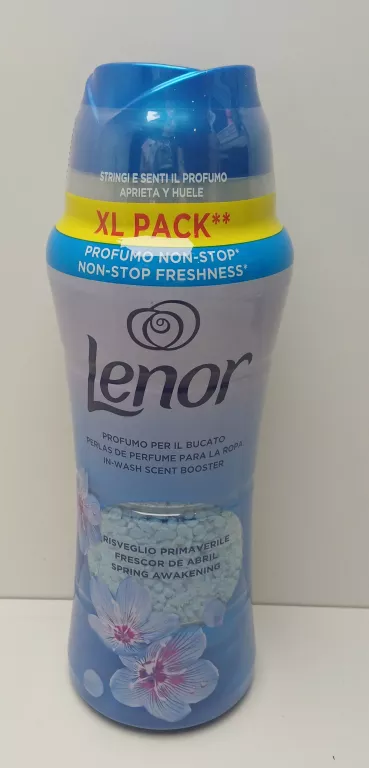 STRINGI E SENTI IL PROFUMO
APRIETA Y HUELE
XL PACK**
PROFUMO NON-STOP*
NON-STOP FRESHNESS*
Lenor
PROFUMO PER IL BUCATO
PERLAS DE PERFUME PARA LA ROPA
IN-WASH SCENT BOOSTER
RISVEGLIO PRIMAVERILE
FRESCOR DE ABRIL
SPRING AWAKENING